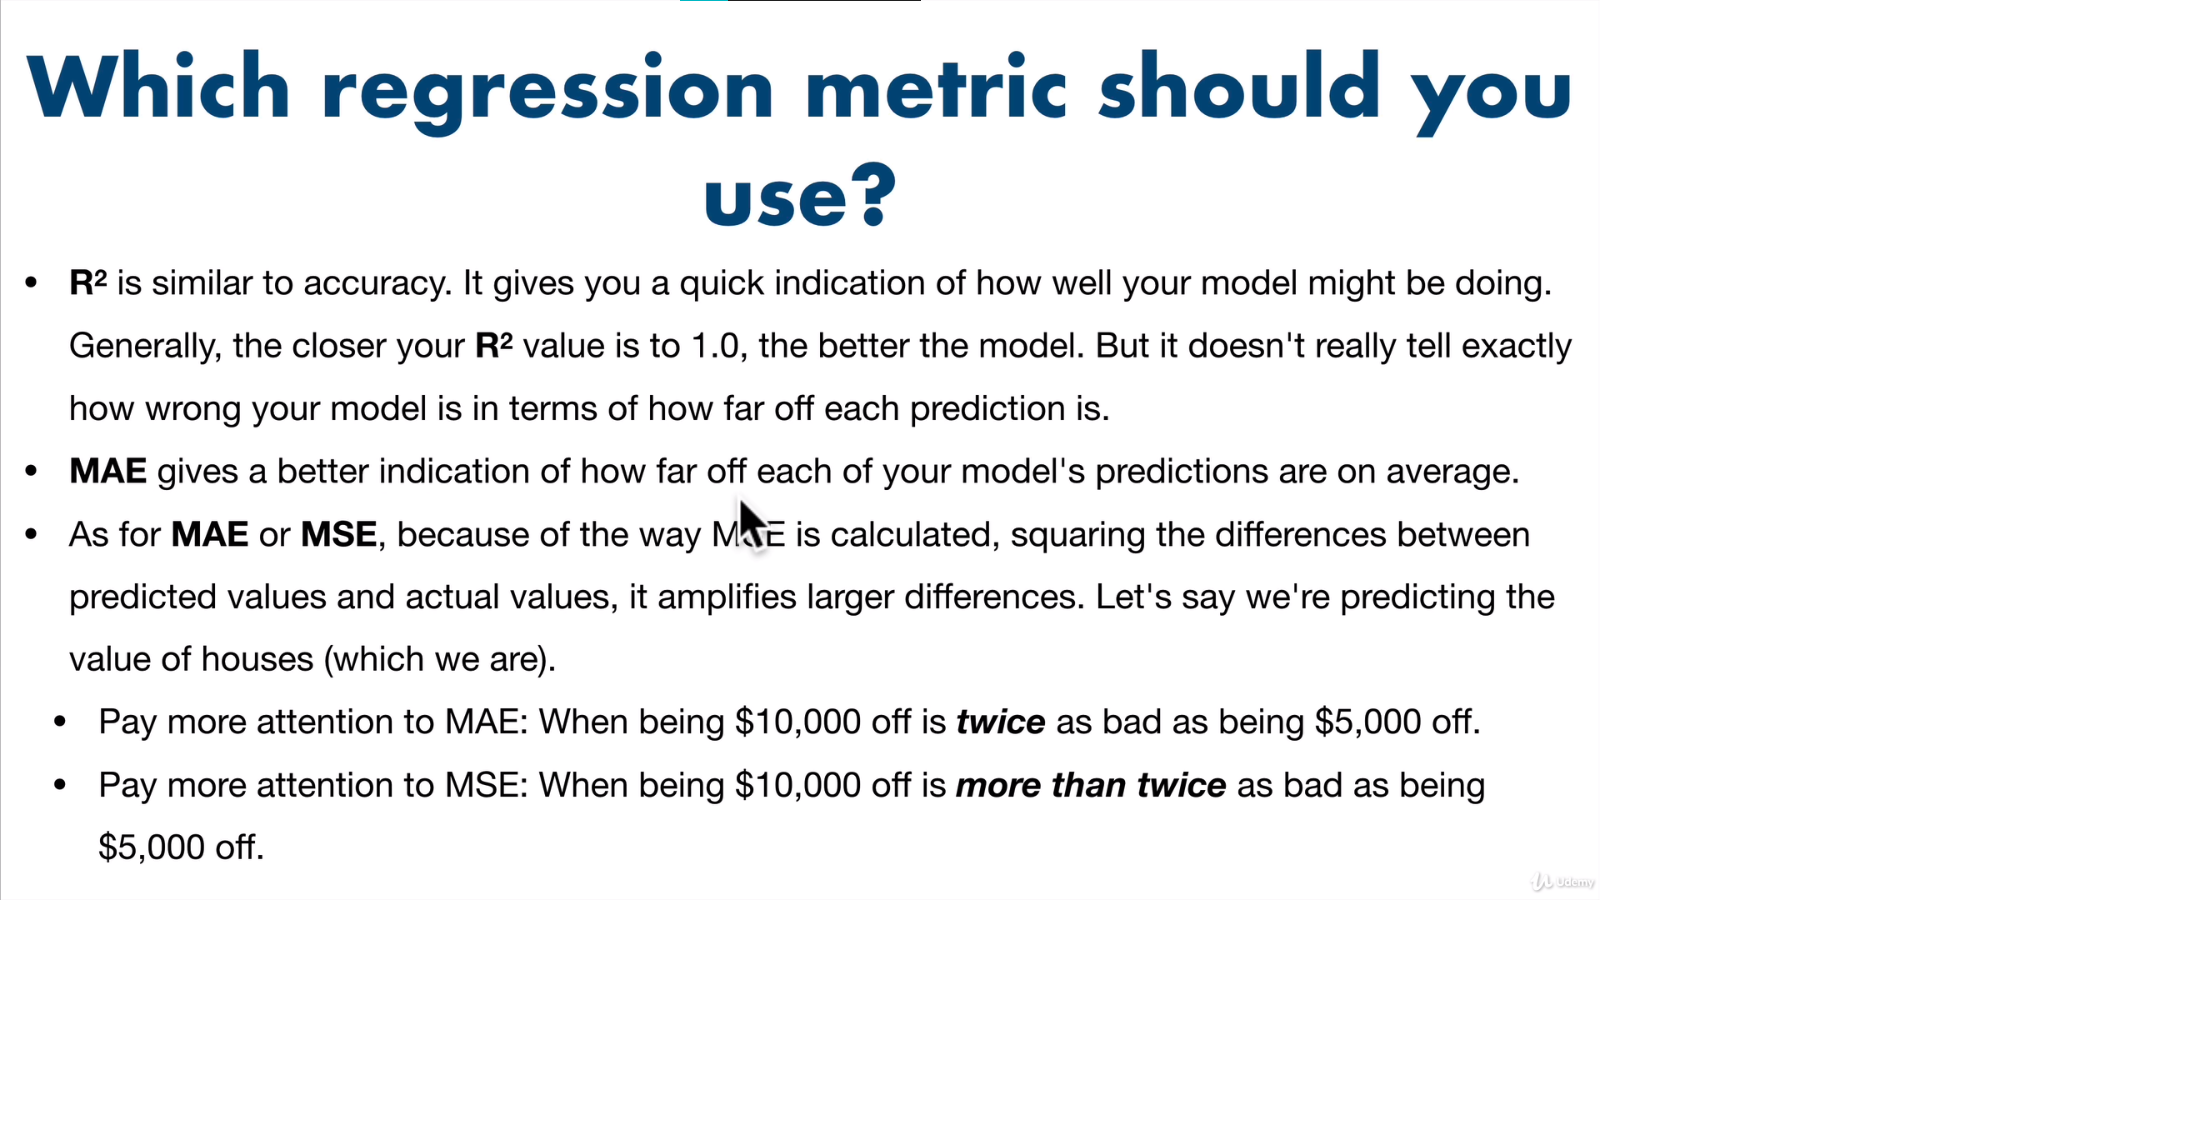 Which regression metric should you
use?
• R² is similar to accuracy. It gives you a quick indication of how well your model might be doing.
Generally, the closer your R² value is to 1.0, the better the model. But it doesn't really tell exactly
how wrong your model is in terms of how far off each prediction is.
• MAE gives a better indication of how far off each of your model's predictions are on average.
• As for MAE or MSE, because of the way MSE is calculated, squaring the differences between
predicted values and actual values, it amplifies larger differences. Let's say we're predicting the
value of houses (which we are).
• Pay more attention to MAE: When being $10,000 off is twice as bad as being $5,000 off.
• Pay more attention to MSE: When being $10,000 off is more than twice as bad as being
$5,000 off.
Udemy